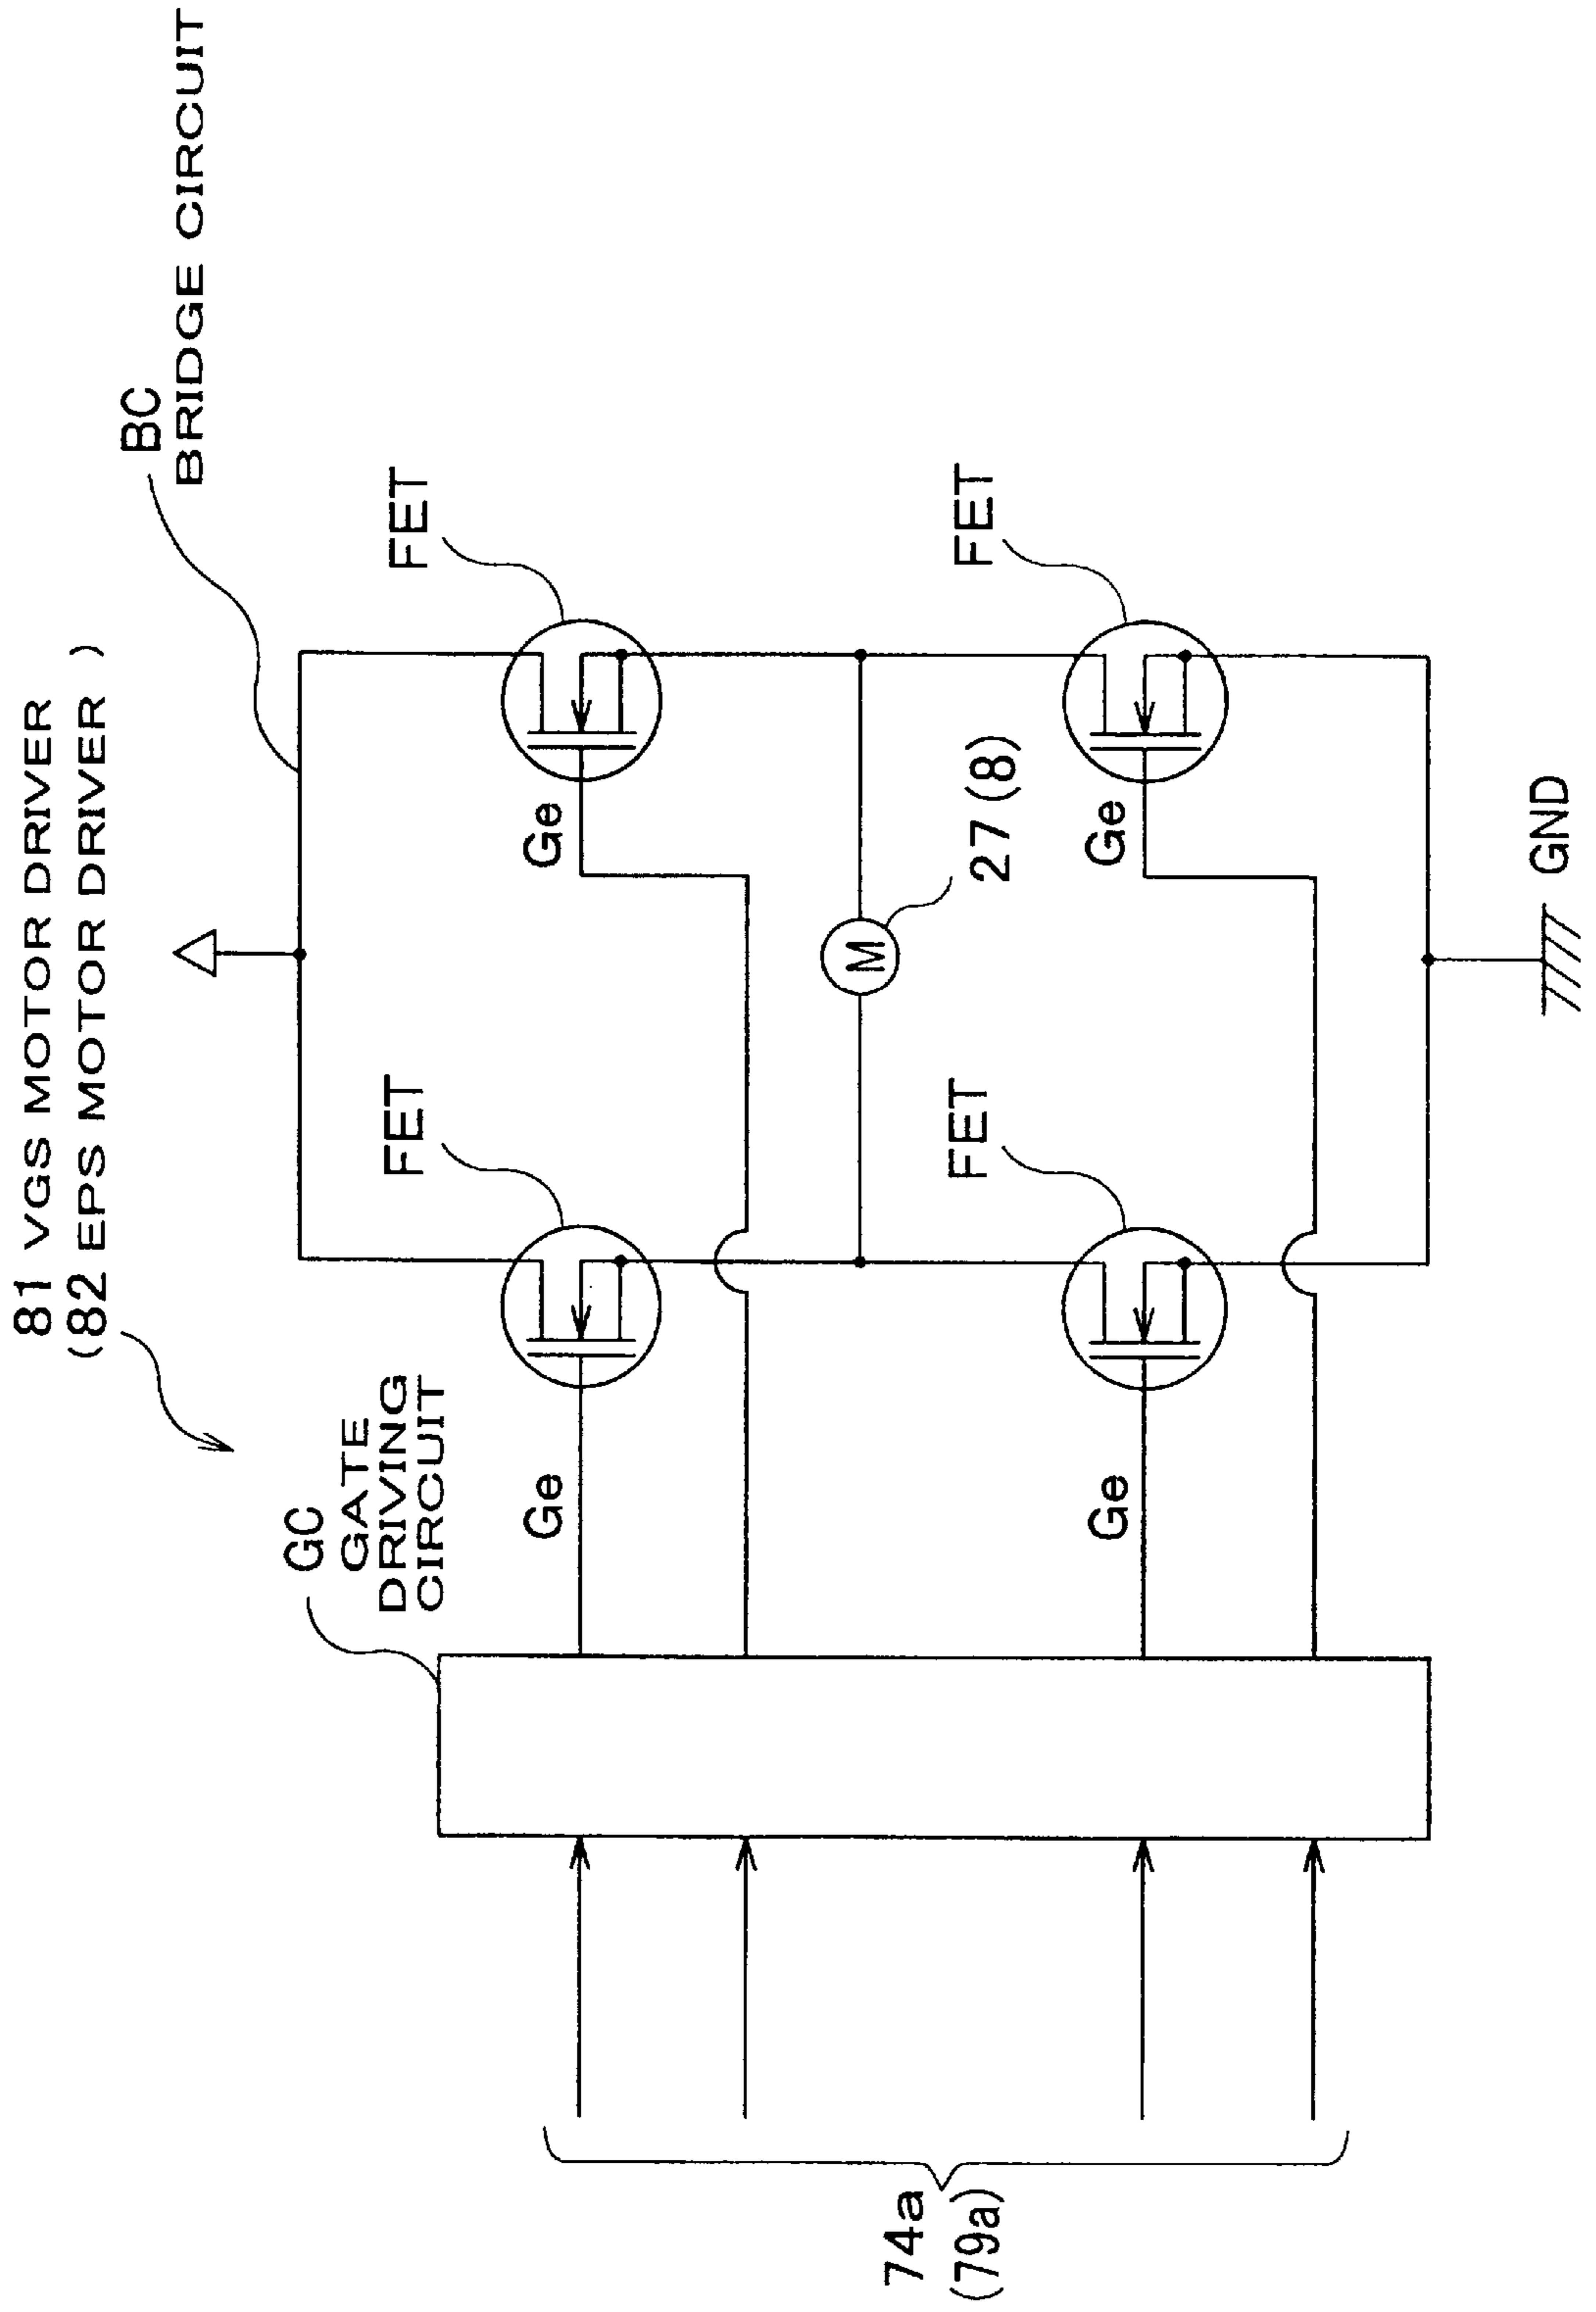 81 VGS MOTOR DRIVER
(82 EPS MOTOR DRIVER )
BC
BRIDGE CIRCUIT
GC
GATE
DRIVING
CIRCUIT
FET
FET
Ge
Ge
M
27 (8)
FET
FET
Ge
Ge
74a
(79a)
GND